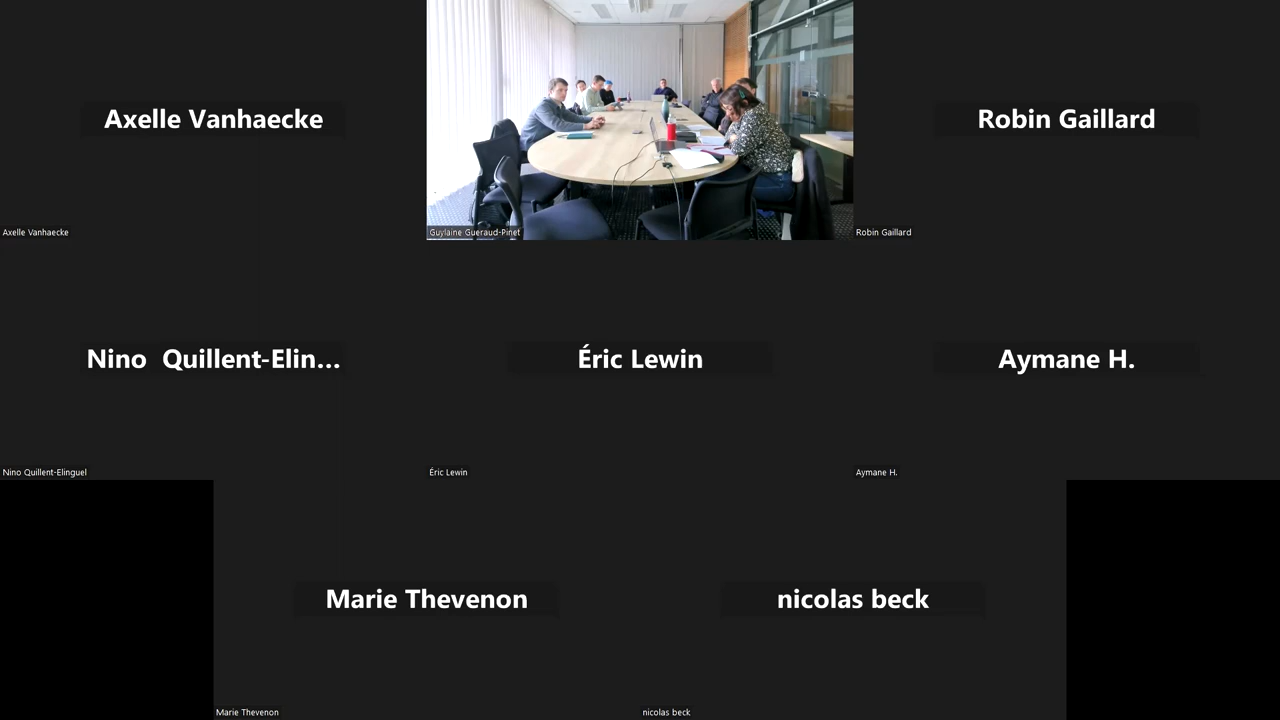 Axelle Vanhaecke
Robin Gaillard
Axelle Vanhaecke
Guylaine Gueraud-Pinet
Robin Gaillard
Nino  Quillent-Elin...
Éric Lewin
Aymane H.
Nino Quillent-Elinguel
Éric Lewin
Aymane H.
Marie Thevenon
nicolas beck
Marie Thevenon
nicolas beck